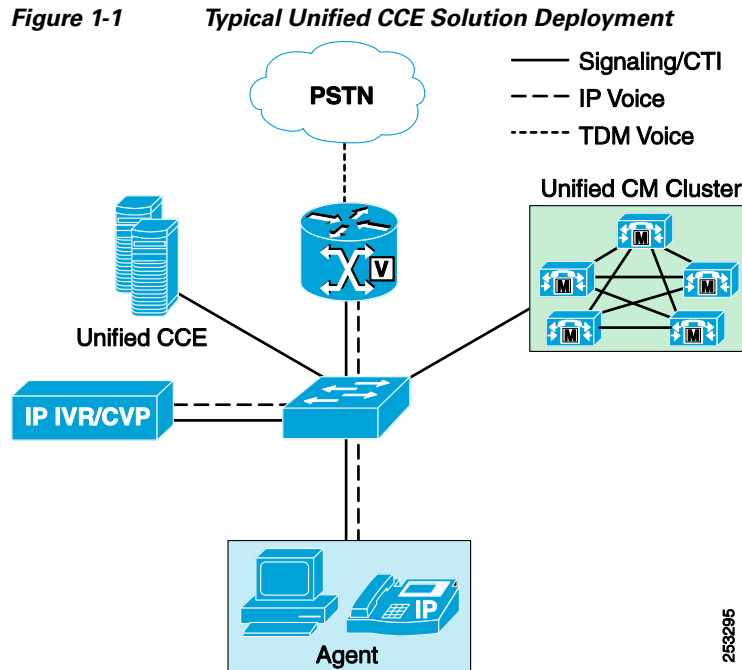 Figure 1-1 Typical Unified CCE Solution Deployment
PSTN
Signaling/CTI
IP Voice
TDM Voice
Unified CM Cluster
M
M
M
M
M
V
Unified CCE
IP IVR/CVP
IP
Agent
253295